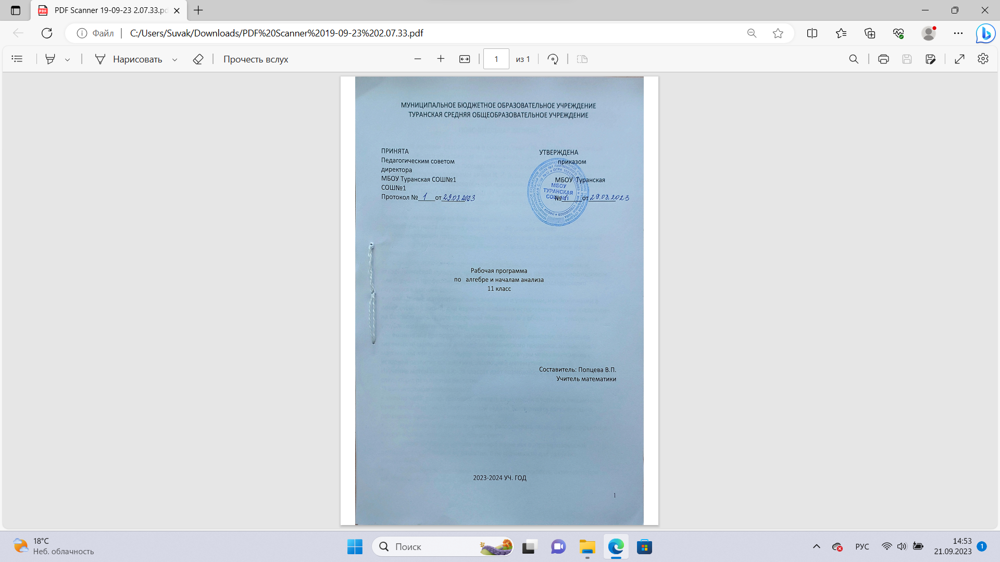 PDF Scanner 19-09-23 2.07.33.pd
Файл
C:/Users/Suvak/Downloads/PDF%20Scanner%2019-09-23%202.07.33.pdf
Нарисовать
Прочесть вслух
1
из 1
МУНИЦИПАЛЬНОЕ БЮДЖЕТНОЕ ОБРАЗОВАТЕЛЬНОЕ УЧРЕЖДЕНИЕ
ТУРАНСКАЯ СРЕДНЯЯ ОБЩЕОБРАЗОВАТЕЛЬНОЕ УЧРЕЖДЕНИЕ
ПРИНЯТА
Педагогическим советом
директора
МБОУ Туранская СОШ№1
СОШ№1
Протокол № 1 от 29.08.2023
УТВЕРЖДЕНА
приказом
МБОУ Туранская
№ 1 от 29.08.2023
МБОУ
ТУРАНСКАЯ
СОШ №1
Рабочая программа
по алгебре и началам анализа
11 класс
Составитель: Попцева В.П.
Учитель математики
2023-2024 УЧ. ГОД
1
18°C
Неб. облачность
Поиск
РУС
14:53
21.09.2023
1